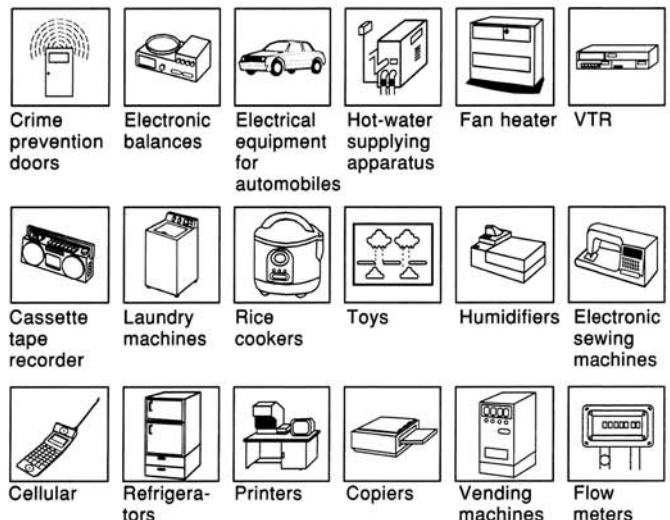 Crime
prevention
doors
Electronic
balances
Electrical
equipment
for
automobiles
Hot-water
supplying
apparatus
Fan heater
VTR
Cassette
tape
recorder
Laundry
machines
Rice
cookers
Toys
Humidifiers
Electronic
sewing
machines
Cellular
Refrigera-
tors
Printers
Copiers
Vending
machines
Flow
meters